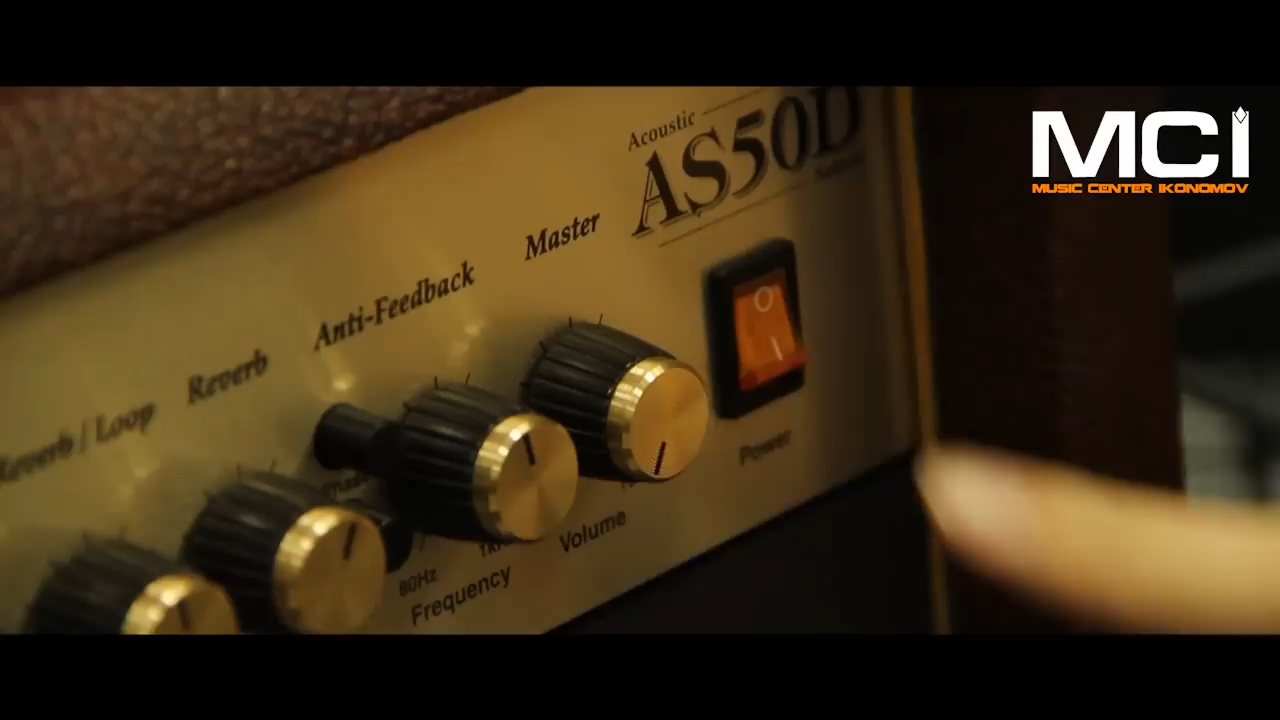 MCI
MUSIC CENTER IKONOMOV
Acoustic
AS50D
Master
Anti-Feedback
Reverb
Reverb / Loop
Power
Volume
80Hz
Frequency